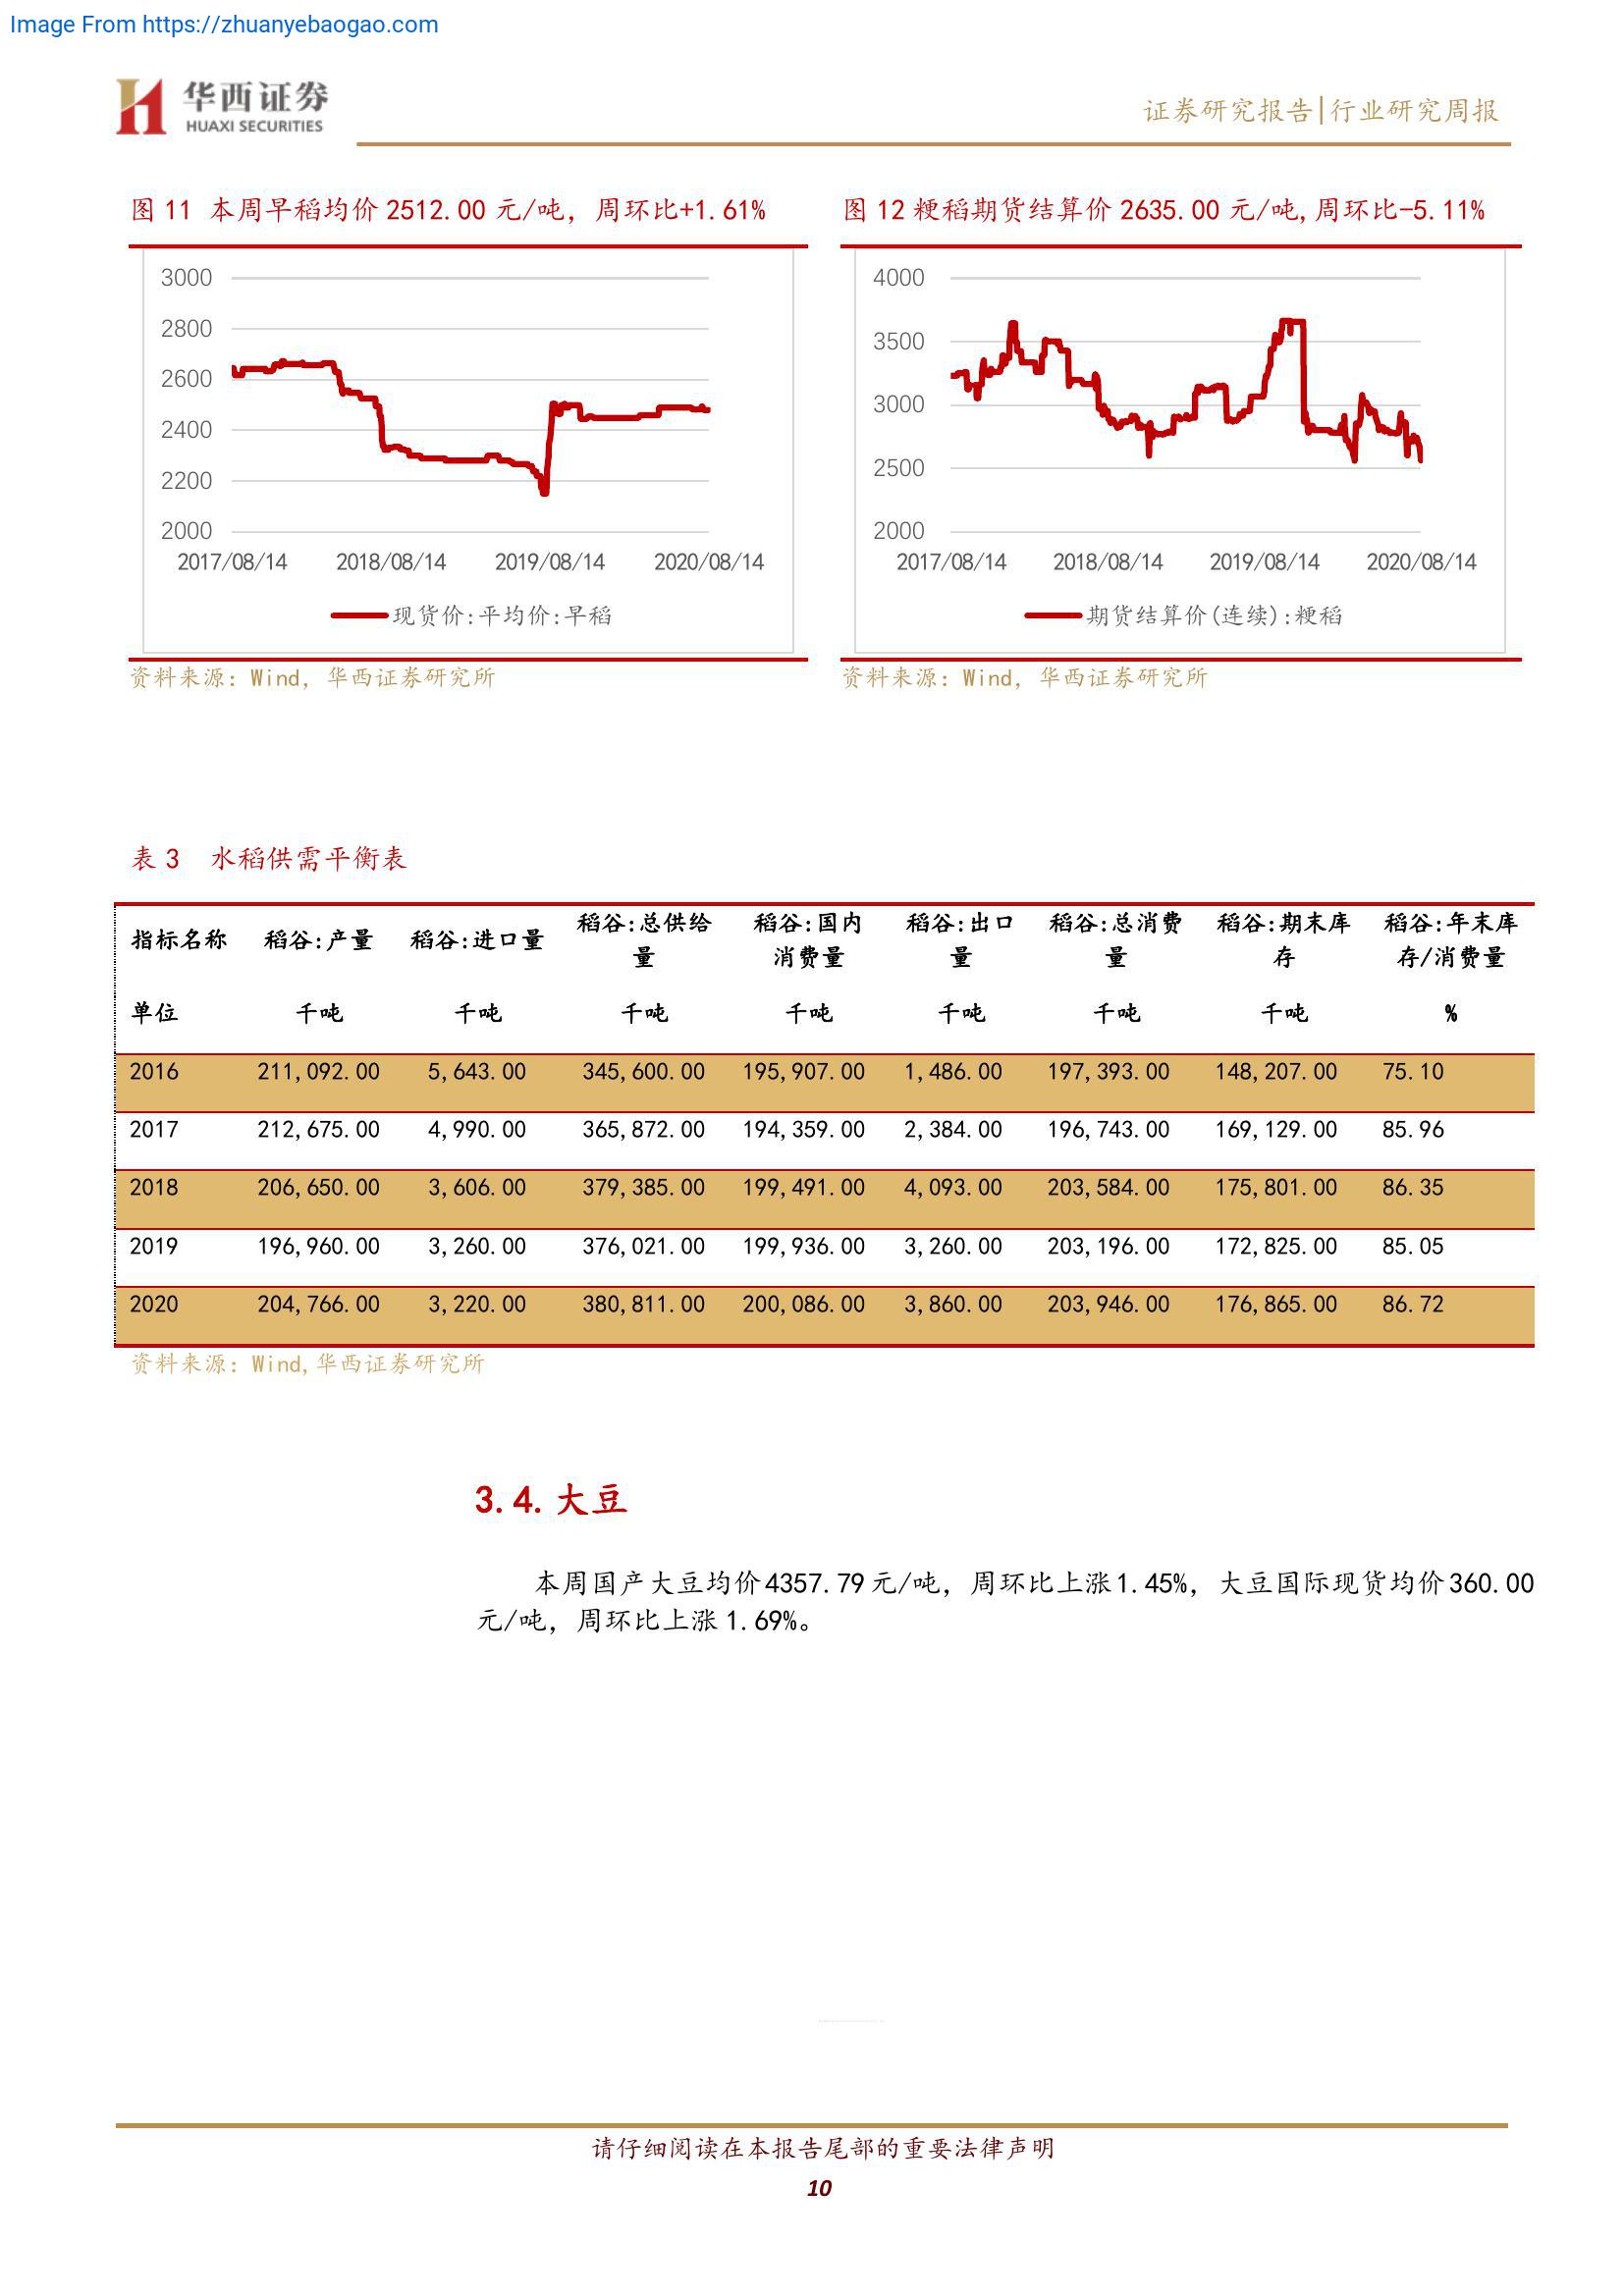 Image From https://zhuanyebaogao.com
华西证券
HUAXI SECURITIES
证券研究报告|行业研究周报
图 11 本周早稻均价 2512.00 元/吨，周环比+1.61%
图 12 粳稻期货结算价 2635.00 元/吨,周环比-5.11%
3000
2800
2600
2400
2200
2000
2017/08/14 2018/08/14 2019/08/14 2020/08/14
现货价:平均价:早稻
4000
3500
3000
2500
2000
2017/08/14 2018/08/14 2019/08/14 2020/08/14
期货结算价(连续):粳稻
资料来源：Wind，华西证券研究所
资料来源：Wind，华西证券研究所
表 3 水稻供需平衡表
指标名称 稻谷:产量 稻谷:进口量 稻谷:总供给量 稻谷:国内消费量 稻谷:出口量 稻谷:总消费量 稻谷:期末库存 稻谷:年末库存/消费量
单位 千吨 千吨 千吨 千吨 千吨 千吨 千吨 %
2016 211,092.00 5,643.00 345,600.00 195,907.00 1,486.00 197,393.00 148,207.00 75.10
2017 212,675.00 4,990.00 365,872.00 194,359.00 2,384.00 196,743.00 169,129.00 85.96
2018 206,650.00 3,606.00 379,385.00 199,491.00 4,093.00 203,584.00 175,801.00 86.35
2019 196,960.00 3,260.00 376,021.00 199,936.00 3,260.00 203,196.00 172,825.00 85.05
2020 204,766.00 3,220.00 380,811.00 200,086.00 3,860.00 203,946.00 176,865.00 86.72
资料来源：Wind,华西证券研究所
3.4.大豆
本周国产大豆均价4357.79元/吨，周环比上涨1.45%，大豆国际现货均价360.00
元/吨，周环比上涨 1.69%。
请仔细阅读在本报告尾部的重要法律声明
10